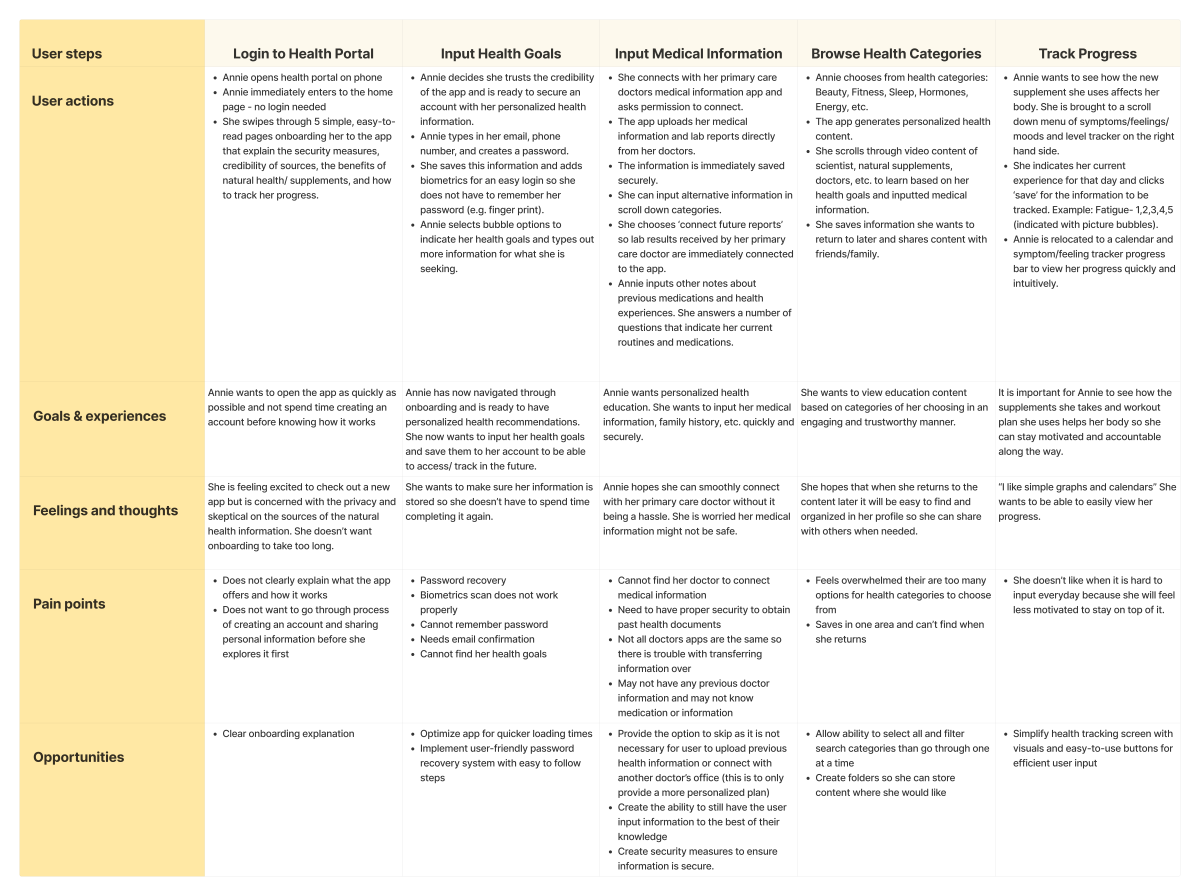 User steps
Login to Health Portal
Input Health Goals
Input Medical Information
Browse Health Categories
Track Progress
User actions
• Annie opens health portal on phone
• Annie immediately enters to the home
page - no login needed
• She swipes through 5 simple, easy-to-
read pages onboarding her to the app
that explain the security measures,
credibility of sources, the benefits of
natural health/ supplements, and how
to track her progress.
• Annie decides she trusts the credibility
of the app and is ready to secure an
account with her personalized health
information.
• Annie types in her email, phone
number, and creates a password.
• She saves this information and adds
biometrics for an easy login so she
does not have to remember her
password (e.g. finger print).
• Annie selects bubble options to
indicate her health goals and types out
more information for what she is
seeking.
• She connects with her primary care
doctors medical information app and
asks permission to connect.
• The app uploads her medical
information and lab reports directly
from her doctors.
• The information is immediately saved
securely.
• She can input alternative information in
scroll down categories.
• She chooses ‘connect future reports’
so lab results received by her primary
care doctor are immediately connected
to the app.
• Annie inputs other notes about
previous medications and health
experiences. She answers a number of
questions that indicate her current
routines and medications.
• Annie chooses from health categories:
Beauty, Fitness, Sleep, Hormones,
Energy, etc.
• The app generates personalized health
content.
• She scrolls through video content of
scientist, natural supplements,
doctors, etc. to learn based on her
health goals and inputted medical
information.
• She saves information she wants to
return to later and shares content with
friends/family.
• Annie wants to see how the new
supplement she uses affects her
body. She is brought to a scroll
down menu of symptoms/feelings/
moods and level tracker on the right
hand side.
• She indicates her current
experience for that day and clicks
‘save’ for the information to be
tracked. Example: Fatigue- 1,2,3,4,5
(indicated with picture bubbles).
• Annie is relocated to a calendar and
symptom/feeling tracker progress
bar to view her progress quickly and
intuitively.
Goals & experiences
Annie wants to open the app as quickly as
possible and not spend time creating an
account before knowing how it works
Annie has now navigated through
onboarding and is ready to have
personalized health recommendations.
She now wants to input her health goals
and save them to her account to be able
to access/ track in the future.
Annie wants personalized health
education. She wants to input her medical
information, family history, etc. quickly and
securely.
She wants to view education content
based on categories of her choosing in an
engaging and trustworthy manner.
It is important for Annie to see how the
supplements she takes and workout
plan she uses helps her body so she
can stay motivated and accountable
along the way.
Feelings and thoughts
She is feeling excited to check out a new
app but is concerned with the privacy and
skeptical on the sources of the natural
health information. She doesn’t want
onboarding to take too long.
She wants to make sure her information is
stored so she doesn’t have to spend time
completing it again.
Annie hopes she can smoothly connect
with her primary care doctor without it
being a hassle. She is worried her medical
information might not be safe.
She hopes that when she returns to the
content later it will be easy to find and
organized in her profile so she can share
with others when needed.
“I like simple graphs and calendars” She
wants to be able to easily view her
progress.
Pain points
• Does not clearly explain what the app
offers and how it works
• Does not want to go through process
of creating an account and sharing
personal information before she
explores it first
• Password recovery
• Biometrics scan does not work
properly
• Cannot remember password
• Needs email confirmation
• Cannot find her health goals
• Cannot find her doctor to connect
medical information
• Need to have proper security to obtain
past health documents
• Not all doctors apps are the same so
there is trouble with transferring
information over
• May not have any previous doctor
information and may not know
medication or information
• Feels overwhelmed their are too many
options for health categories to choose
from
• Saves in one area and can’t find when
she returns
• She doesn’t like when it is hard to
input everyday because she will feel
less motivated to stay on top of it.
Opportunities
• Clear onboarding explanation
• Optimize app for quicker loading times
• Implement user-friendly password
recovery system with easy to follow
steps
• Provide the option to skip as it is not
necessary for user to upload previous
health information or connect with
another doctor’s office (this is to only
provide a more personalized plan)
• Create the ability to still have the user
input information to the best of their
knowledge
• Create security measures to ensure
information is secure.
• Allow ability to select all and filter
search categories than go through one
at a time
• Create folders so she can store
content where she would like
• Simplify health tracking screen with
visuals and easy-to-use buttons for
efficient user input